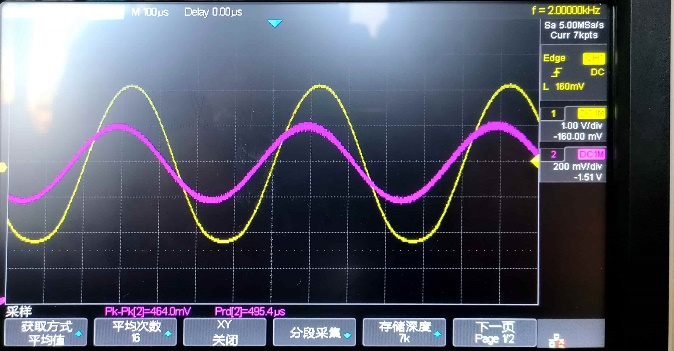 M 100μs
Delay 0.00μs
f = 2.00000kHz
Sa 5.00MSa/s
Curr 7kpts
Edge
DC
L 160mV
1
DC1M
1.00 V/div
-160.00 mV
2
DC1M
200 mV/div
-1.51 V
采样
Pk-Pk[2]=464.0mV
Prd[2]=495.4μs
获取方式
平均值
平均次数
16
XY
关闭
分段采集
存储深度
7k
下一页
Page 1/2